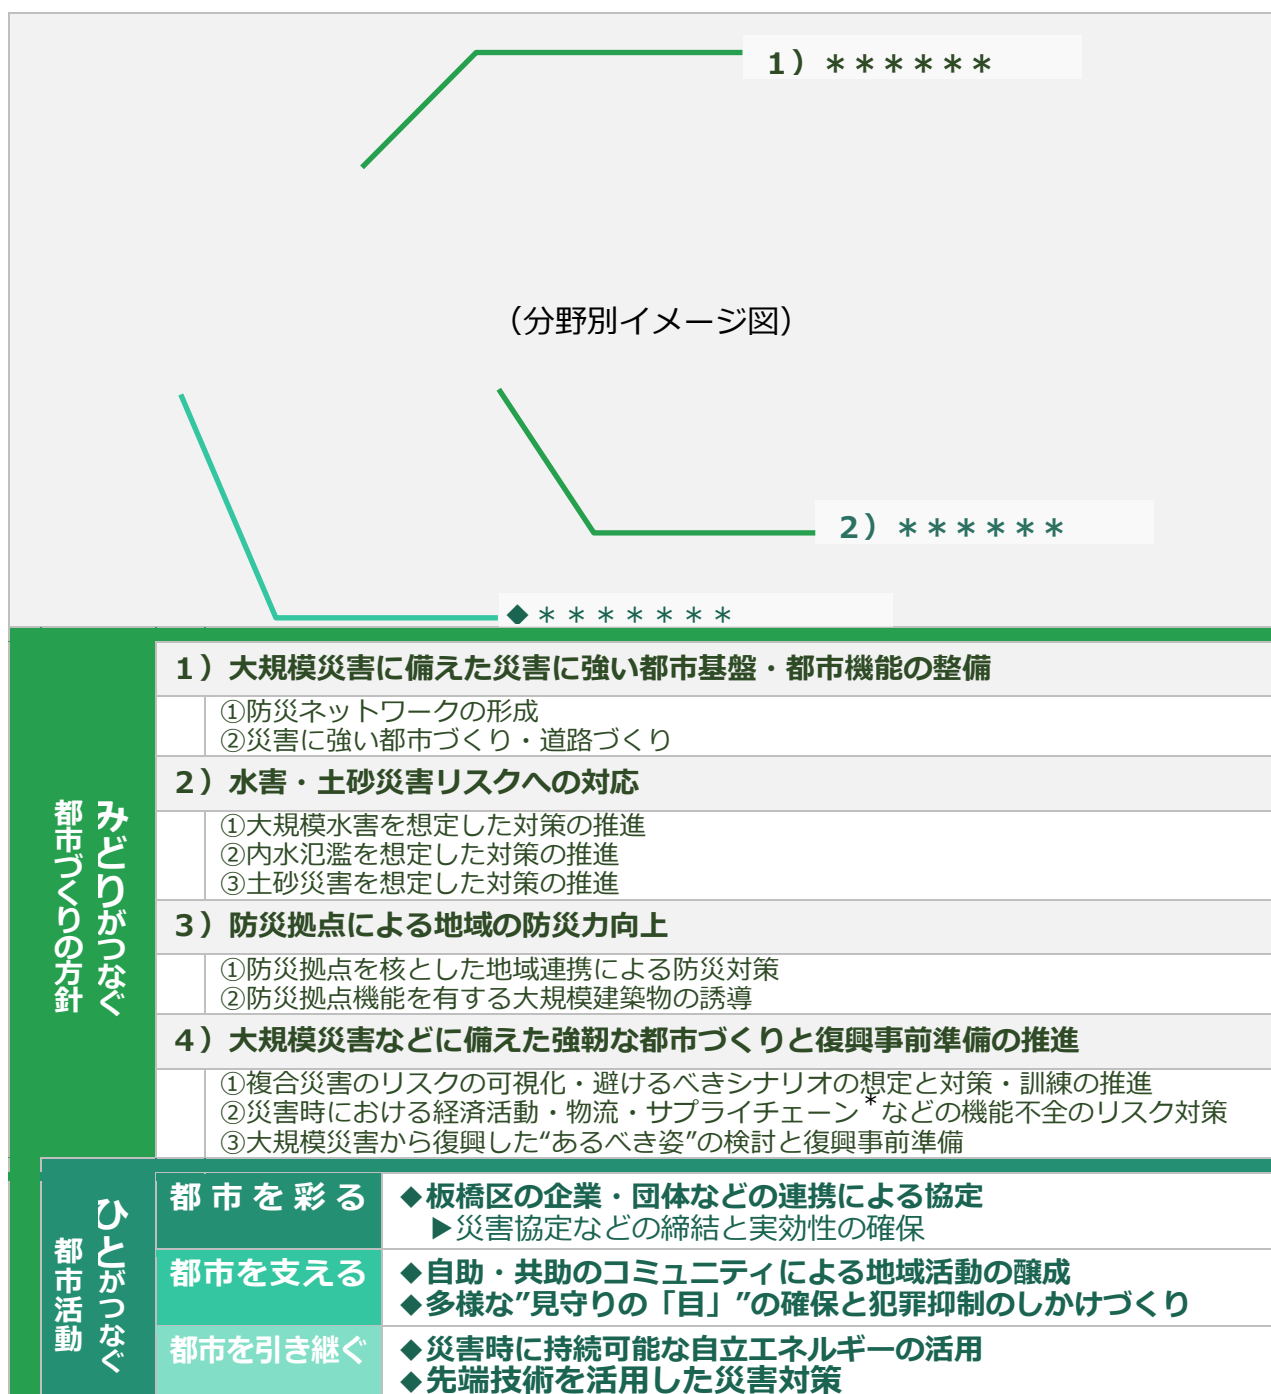 1）＊＊＊＊＊＊
（分野別イメージ図）
2）＊＊＊＊＊＊
◆＊＊＊＊＊＊＊
みどりがつなぐ
都市づくりの方針
1）大規模災害に備えた災害に強い都市基盤・都市機能の整備
①防災ネットワークの形成
②災害に強い都市づくり・道路づくり
2）水害・土砂災害リスクへの対応
①大規模水害を想定した対策の推進
②内水氾濫を想定した対策の推進
③土砂災害を想定した対策の推進
3）防災拠点による地域の防災力向上
①防災拠点を核とした地域連携による防災対策
②防災拠点機能を有する大規模建築物の誘導
4）大規模災害などに備えた強靭な都市づくりと復興事前準備の推進
①複合災害のリスクの可視化・避けるべきシナリオの想定と対策・訓練の推進
②災害時における経済活動・物流・サプライチェーン*などの機能不全のリスク対策
③大規模災害から復興した“あるべき姿”の検討と復興事前準備
ひとがつなぐ
都市活動
都市を彩る
◆板橋区の企業・団体などの連携による協定
▶災害協定などの締結と実効性の確保
都市を支える
◆自助・共助のコミュニティによる地域活動の醸成
◆多様な”見守りの「目」”の確保と犯罪抑制のしかけづくり
都市を引き継ぐ
◆災害時に持続可能な自立エネルギーの活用
◆先端技術を活用した災害対策